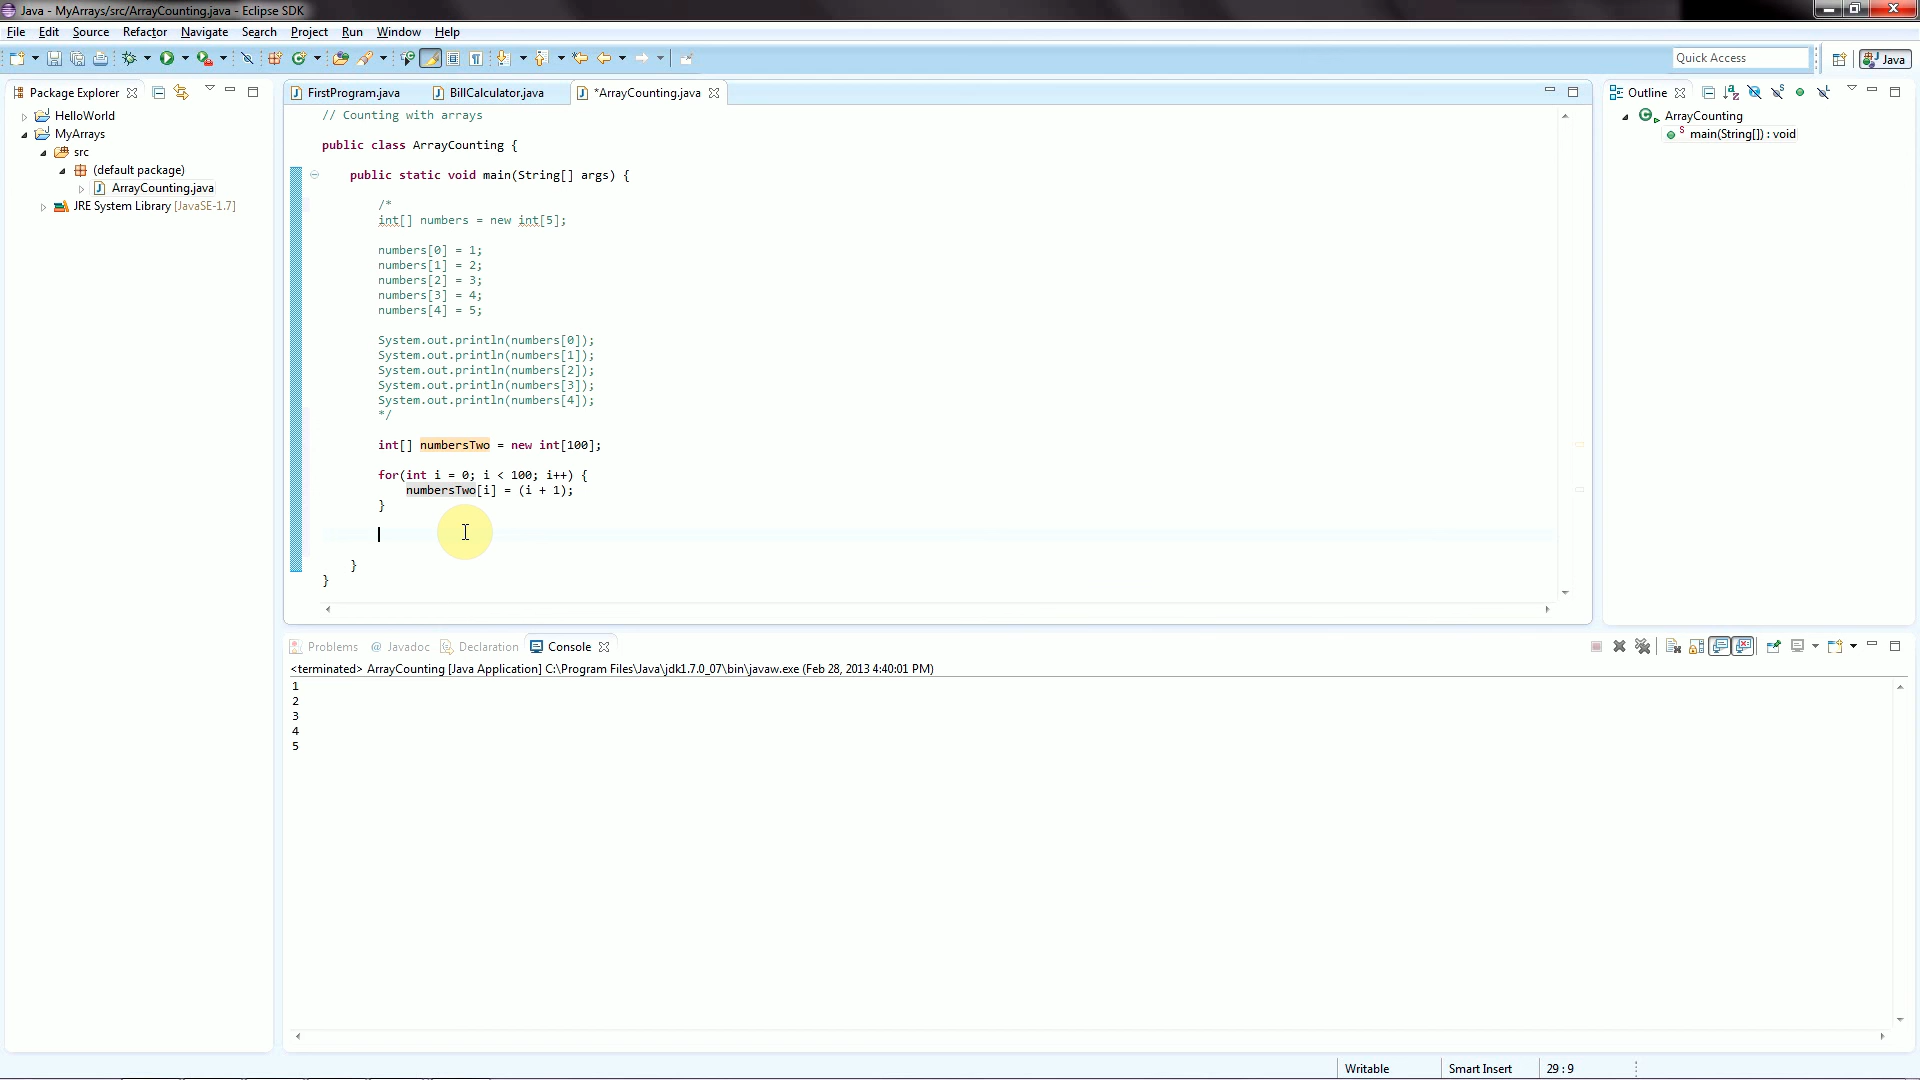 Java - MyArrays/src/ArrayCounting.java - Eclipse SDK
File Edit Source Refactor Navigate Search Project Run Window Help
Quick Access
Java
Package Explorer
HelloWorld
MyArrays
src
(default package)
ArrayCounting.java
JRE System Library [JavaSE-1.7]
FirstProgram.java BillCalculator.java *ArrayCounting.java
// Counting with arrays
public class ArrayCounting {
public static void main(String[] args) {
/*
int[] numbers = new int[5];
numbers[0] = 1;
numbers[1] = 2;
numbers[2] = 3;
numbers[3] = 4;
numbers[4] = 5;
System.out.println(numbers[0]);
System.out.println(numbers[1]);
System.out.println(numbers[2]);
System.out.println(numbers[3]);
System.out.println(numbers[4]);
*/
int[] numbersTwo = new int[100];
for(int i = 0; i < 100; i++) {
numbersTwo[i] = (i + 1);
}
}
}
Outline
ArrayCounting
main(String[]) : void
Problems @ Javadoc Declaration Console
<terminated> ArrayCounting [Java Application] C:\Program Files\Java\jdk1.7.0_07\bin\javaw.exe (Feb 28, 2013 4:40:01 PM)
1
2
3
4
5
Writable Smart Insert 29 : 9